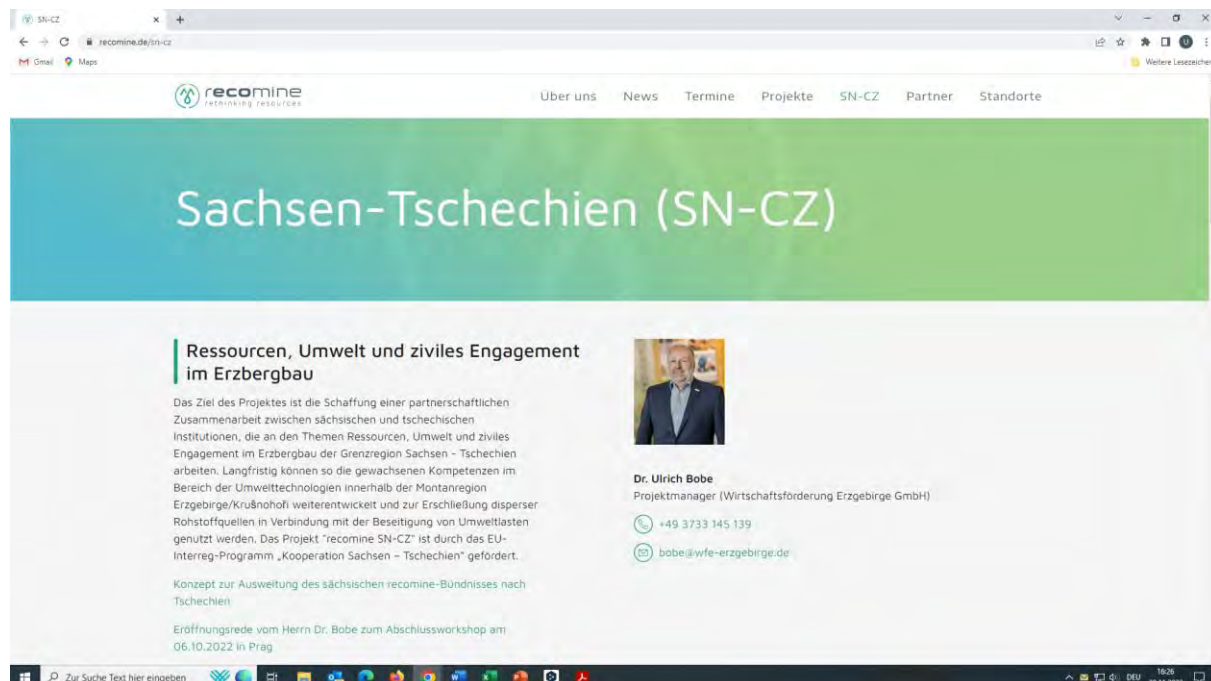 SN-CZ
recomine.de/sn-cz
Gmail
Maps
Weitere Lesezeichen
recomine
rethinking resources
Über uns
News
Termine
Projekte
SN-CZ
Partner
Standorte
Sachsen-Tschechien (SN-CZ)
Ressourcen, Umwelt und ziviles Engagement
im Erzbergbau
Das Ziel des Projektes ist die Schaffung einer partnerschaftlichen
Zusammenarbeit zwischen sächsischen und tschechischen
Institutionen, die an den Themen Ressourcen, Umwelt und ziviles
Engagement im Erzbergbau der Grenzregion Sachsen - Tschechien
arbeiten. Langfristig können so die gewachsenen Kompetenzen im
Bereich der Umwelttechnologien innerhalb der Montanregion
Erzgebirge/Krušnohoří weiterentwickelt und zur Erschließung disperser
Rohstoffquellen in Verbindung mit der Beseitigung von Umweltlasten
genutzt werden. Das Projekt "recomine SN-CZ" ist durch das EU-
Interreg-Programm „Kooperation Sachsen – Tschechien" gefördert.
Konzept zur Ausweitung des sächsischen recomine-Bündnisses nach
Tschechien
Eröffnungsrede vom Herrn Dr. Bobe zum Abschlussworkshop am
06.10.2022 in Prag
Dr. Ulrich Bobe
Projektmanager (Wirtschaftsförderung Erzgebirge GmbH)
+49 3733 145 139
bobe@wfe-erzgebirge.de
Zur Suche Text hier eingeben
DEU
16:26